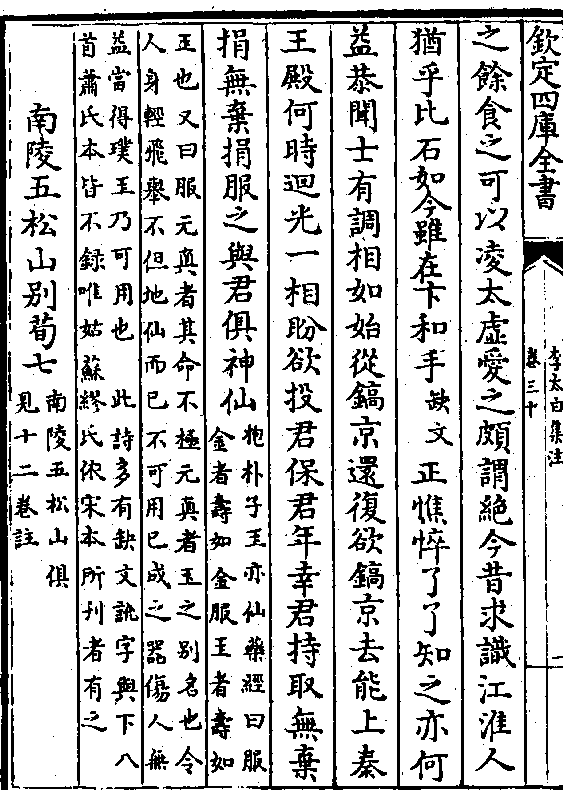 欽定四庫全書
李太白集注
卷三十
之餘食之可以凌太虛愛之頗謂絶今昔求識江淮人
猶乎比石如今雖在卞和手
缺文
正憔悴了了知之亦何
益恭聞士有調相如始從鎬京還復欲鎬京去能上秦
王殿何時迴光一相盼欲投君保君年幸君持取無棄
捐無棄捐服之與君俱神仙
抱朴子玉亦仙藥經曰服
金者壽如金服玉者壽如
玉也又曰服元真者其命不極元真者玉之别名也令
人身輕飛舉不但地仙而已不可用已成之器傷人無
益當得璞玉乃可用也 此詩多有缺文訛字與下八
首蕭氏本皆不録唯姑蘇繆氏依宋本所刋者有之
南陵五松山别荀七
南陵五松山俱
見十二卷註